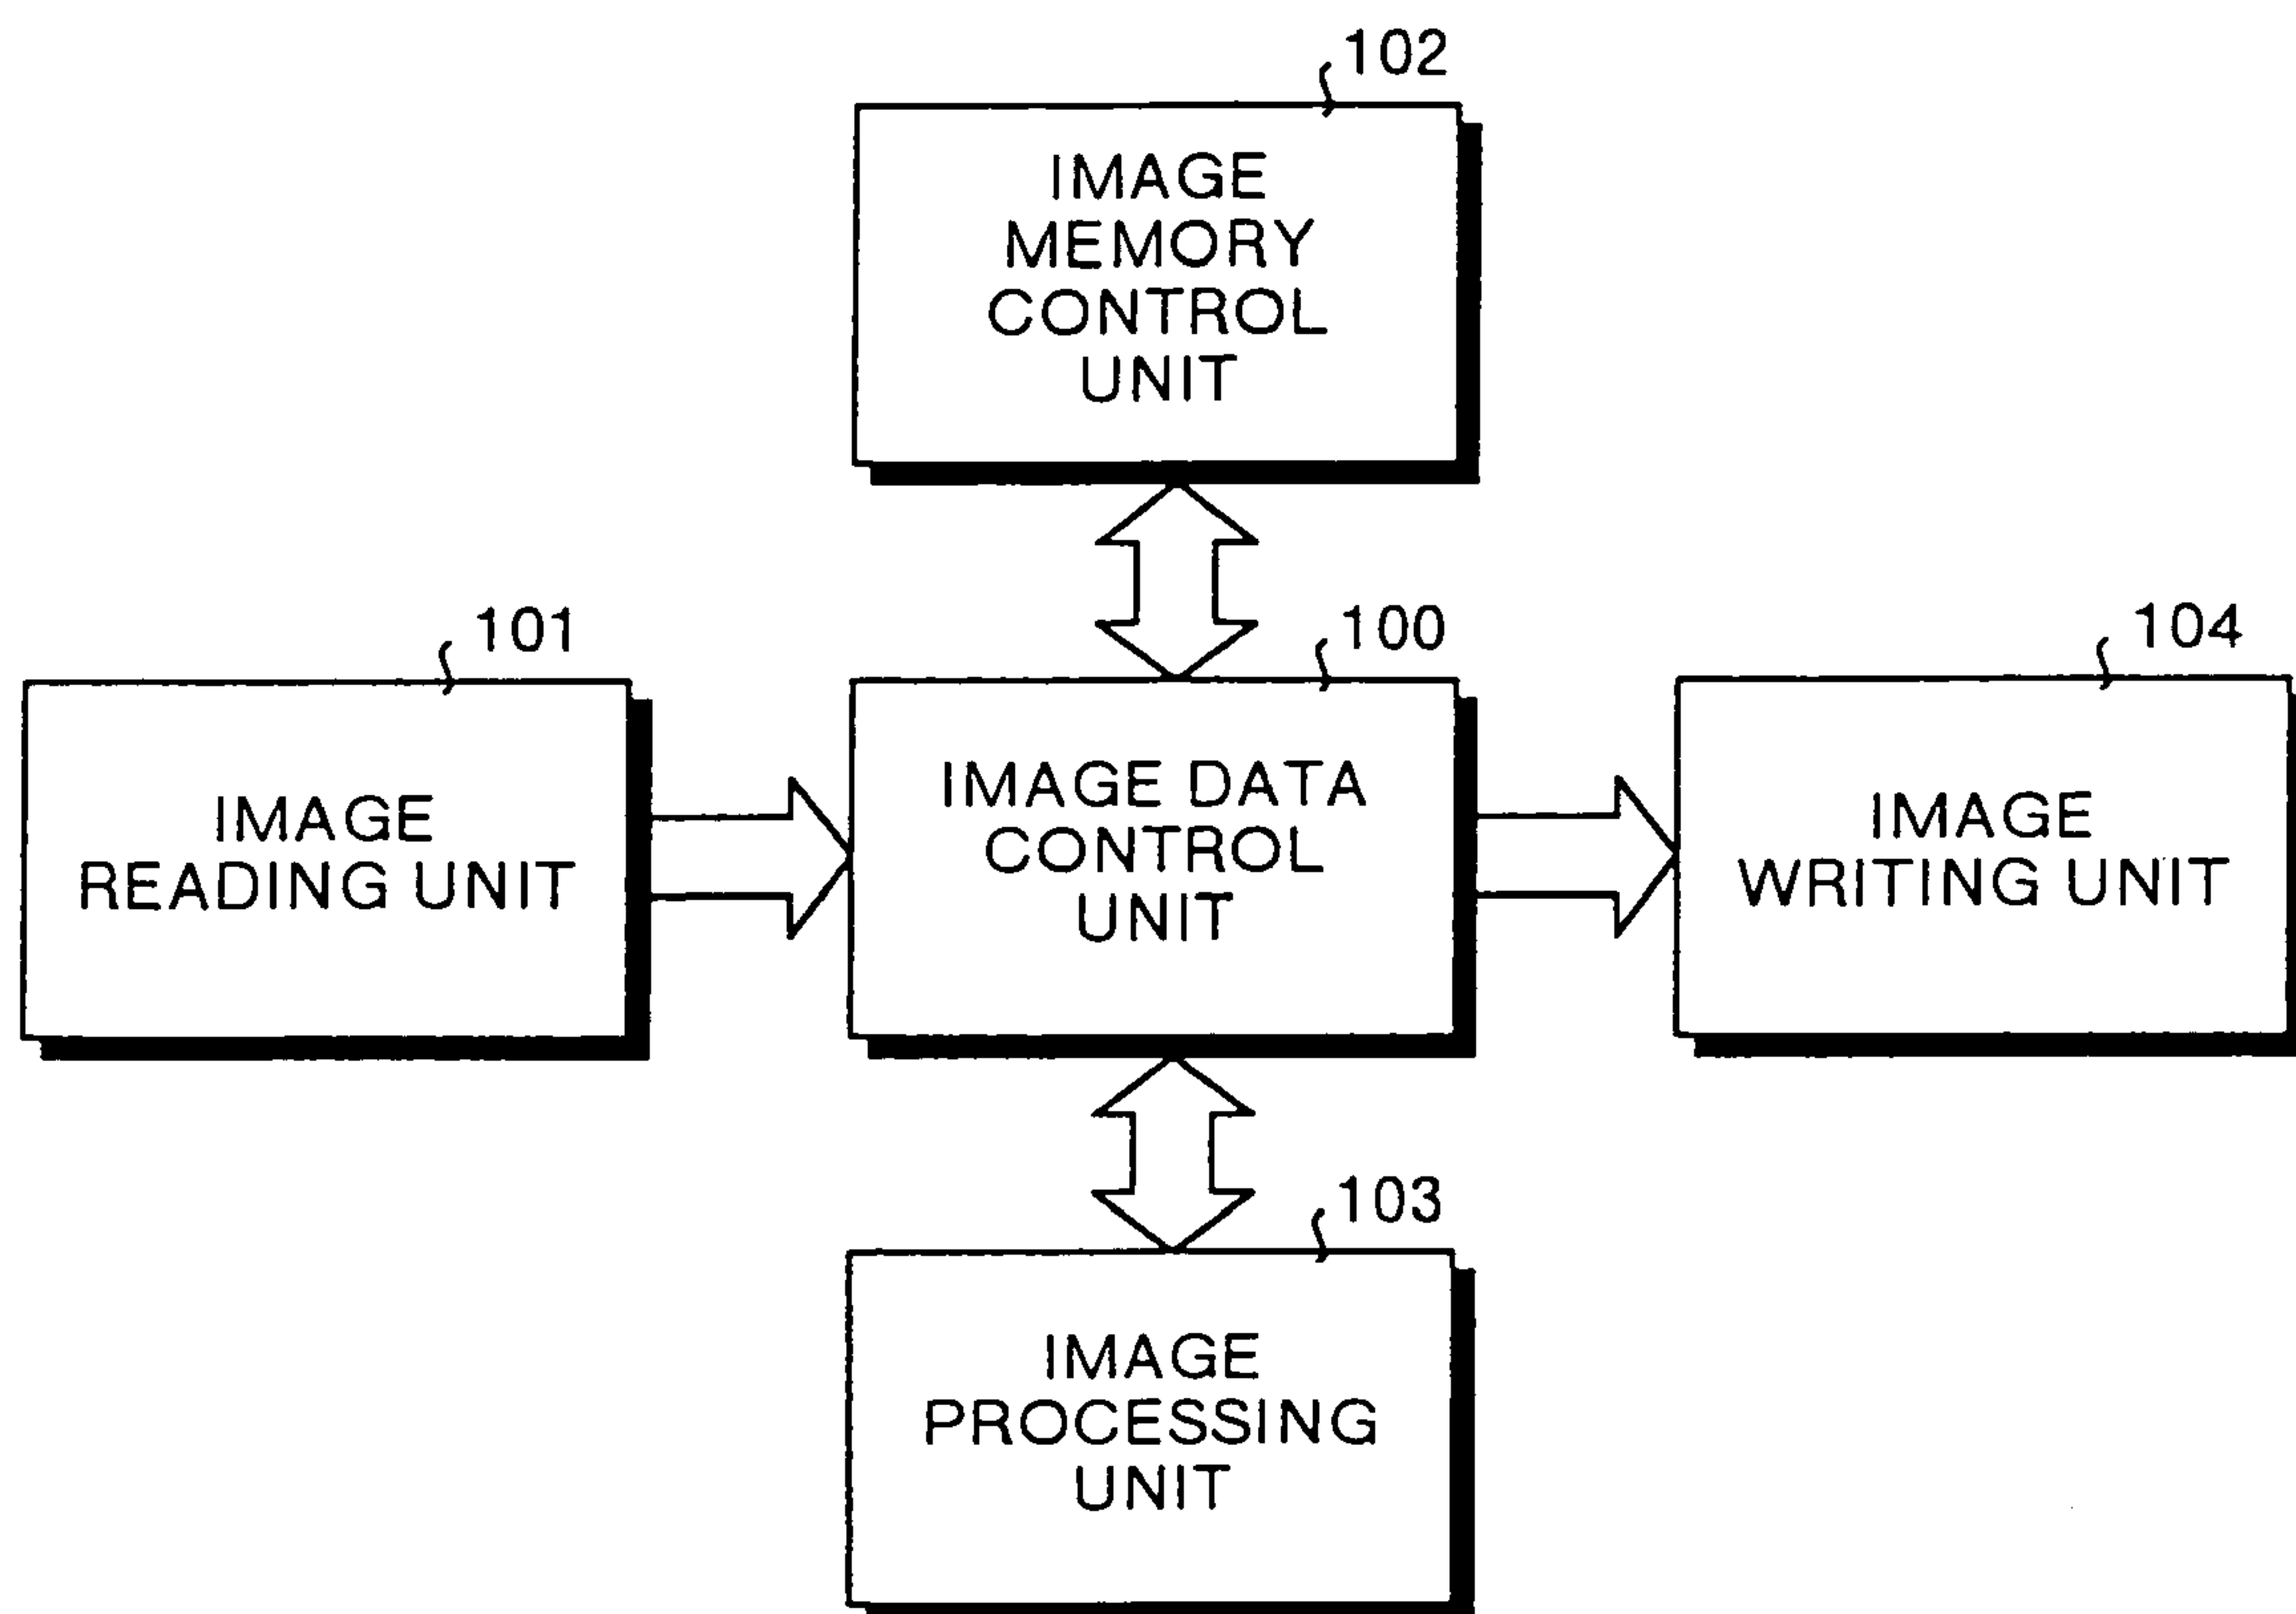 102
IMAGE
MEMORY
CONTROL
UNIT
101
100
104
IMAGE
READING UNIT
IMAGE DATA
CONTROL
UNIT
IMAGE
WRITING UNIT
103
IMAGE
PROCESSING
UNIT